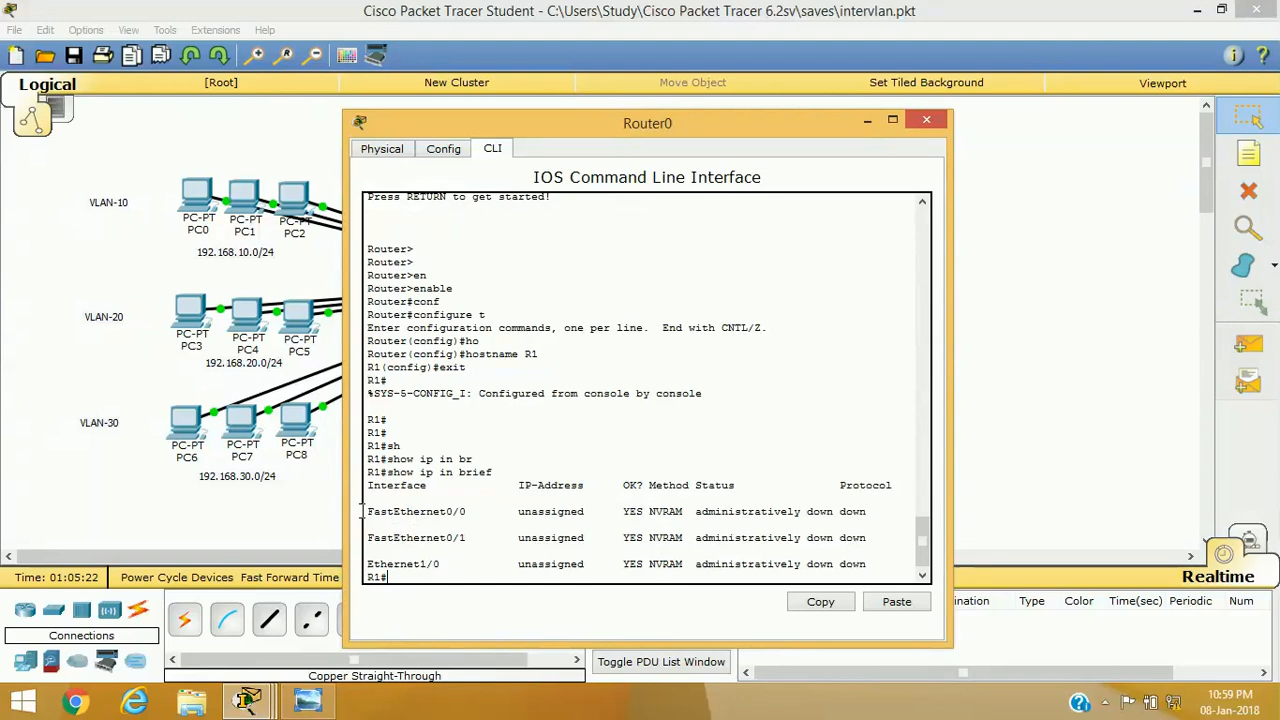 Cisco Packet Tracer Student - C:\Users\Study\Cisco Packet Tracer 6.2sv\saves\intervlan.pkt
File Edit Options View Tools Extensions Help
Logical [Root] New Cluster Move Object Set Tiled Background Viewport
Router0
Physical Config CLI
IOS Command Line Interface
Press RETURN to get started!
Router>
Router>
Router>en
Router>enable
Router#conf
Router#configure t
Enter configuration commands, one per line. End with CNTL/Z.
Router(config)#ho
Router(config)#hostname R1
R1(config)#exit
R1#
%SYS-5-CONFIG_I: Configured from console by console
R1#
R1#
R1#sh
R1#show ip in br
R1#show ip in brief
Interface IP-Address OK? Method Status Protocol
FastEthernet0/0 unassigned YES NVRAM administratively down down
FastEthernet0/1 unassigned YES NVRAM administratively down down
Ethernet1/0 unassigned YES NVRAM administratively down down
R1#
Copy Paste
VLAN-10
PC-PT PC-PT PC-PT
PC0 PC1 PC2
192.168.10.0/24
VLAN-20
PC-PT PC-PT PC-PT
PC3 PC4 PC5
192.168.20.0/24
VLAN-30
PC-PT PC-PT PC-PT
PC6 PC7 PC8
192.168.30.0/24
Time: 01:05:22 Power Cycle Devices Fast Forward Time
Realtime
Connections
Copper Straight-Through
Toggle PDU List Window
ination Type Color Time(sec) Periodic Num
10:59 PM
08-Jan-2018